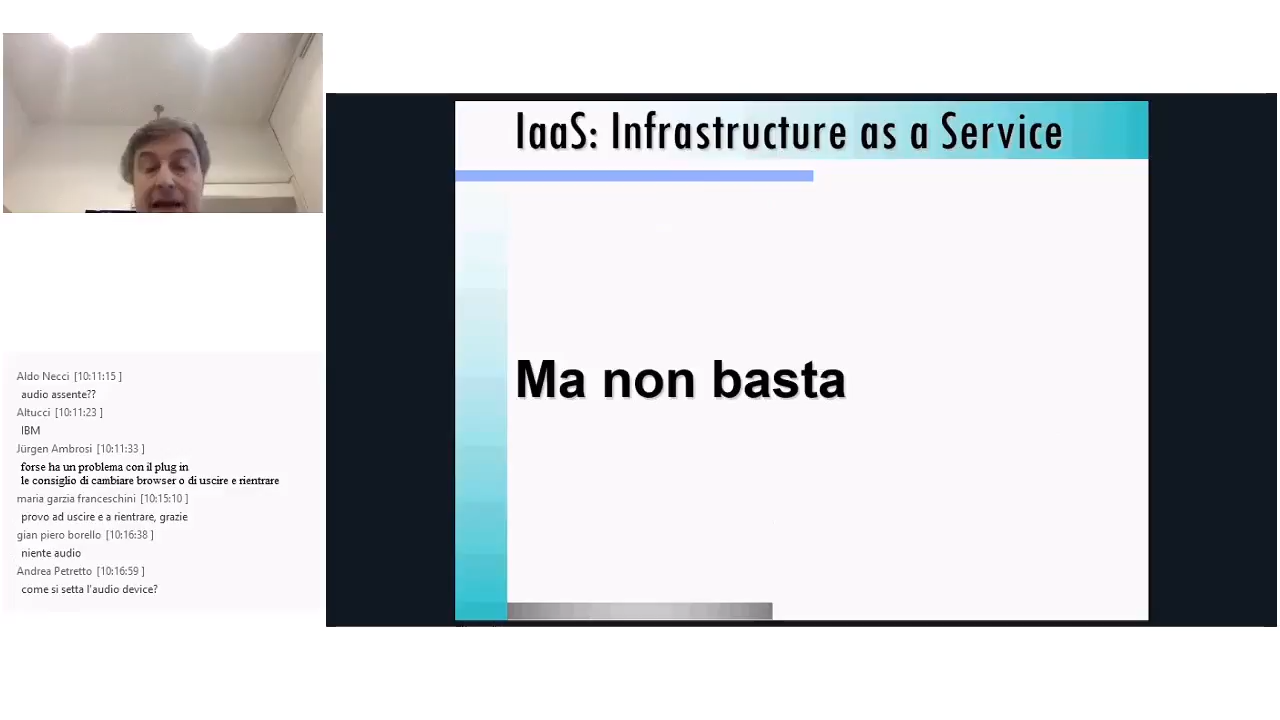 IaaS: Infrastructure as a Service
Ma non basta
Aldo Necci [10:11:15 ]
audio assente??
Altucci [10:11:23 ]
IBM
Jürgen Ambrosi [10:11:33 ]
forse ha un problema con il plug in
le consiglio di cambiare browser o di uscire e rientrare
maria garzia franceschini [10:15:10 ]
provo ad uscire e a rientrare, grazie
gian piero borello [10:16:38 ]
niente audio
Andrea Petretto [10:16:59 ]
come si setta l'audio device?